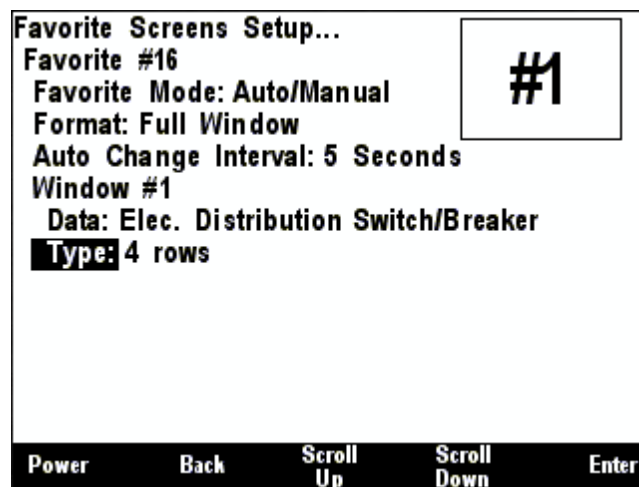 Favorite Screens Setup...
Favorite #16
Favorite Mode: Auto/Manual
Format: Full Window
Auto Change Interval: 5 Seconds
Window #1
Data: Elec. Distribution Switch/Breaker
Type: 4 rows
#1
Power Back Scroll Up Scroll Down Enter